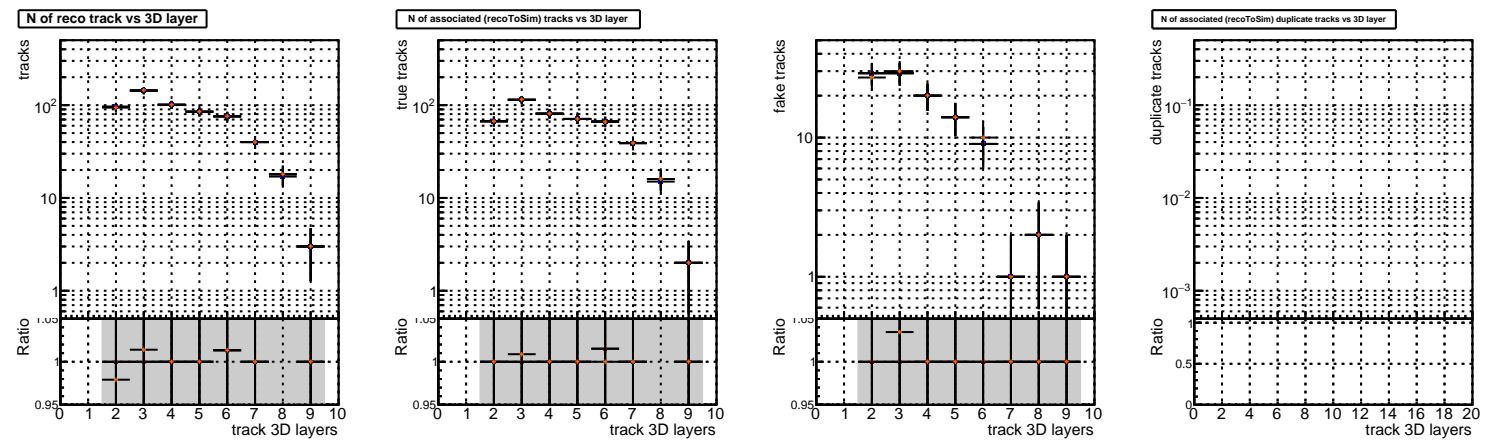 N of reco track vs 3D layer
tracks
10²
10
1
Ratio
1.05
1
0.95
0 1 2 3 4 5 6 7 8 9 10
track 3D layers
N of associated (recoToSim) tracks vs 3D layer
true tracks
10²
10
1
Ratio
1.05
1
0.95
0 1 2 3 4 5 6 7 8 9 10
track 3D layers
fake tracks
10
1
Ratio
1.05
1
0.95
0 1 2 3 4 5 6 7 8 9 10
track 3D layers
N of associated (recoToSim) duplicate tracks vs 3D layer
duplicate tracks
10⁻¹
10⁻²
10⁻³
Ratio
1
0.5
0
0 2 4 6 8 10 12 14 16 18 20
track 3D layers